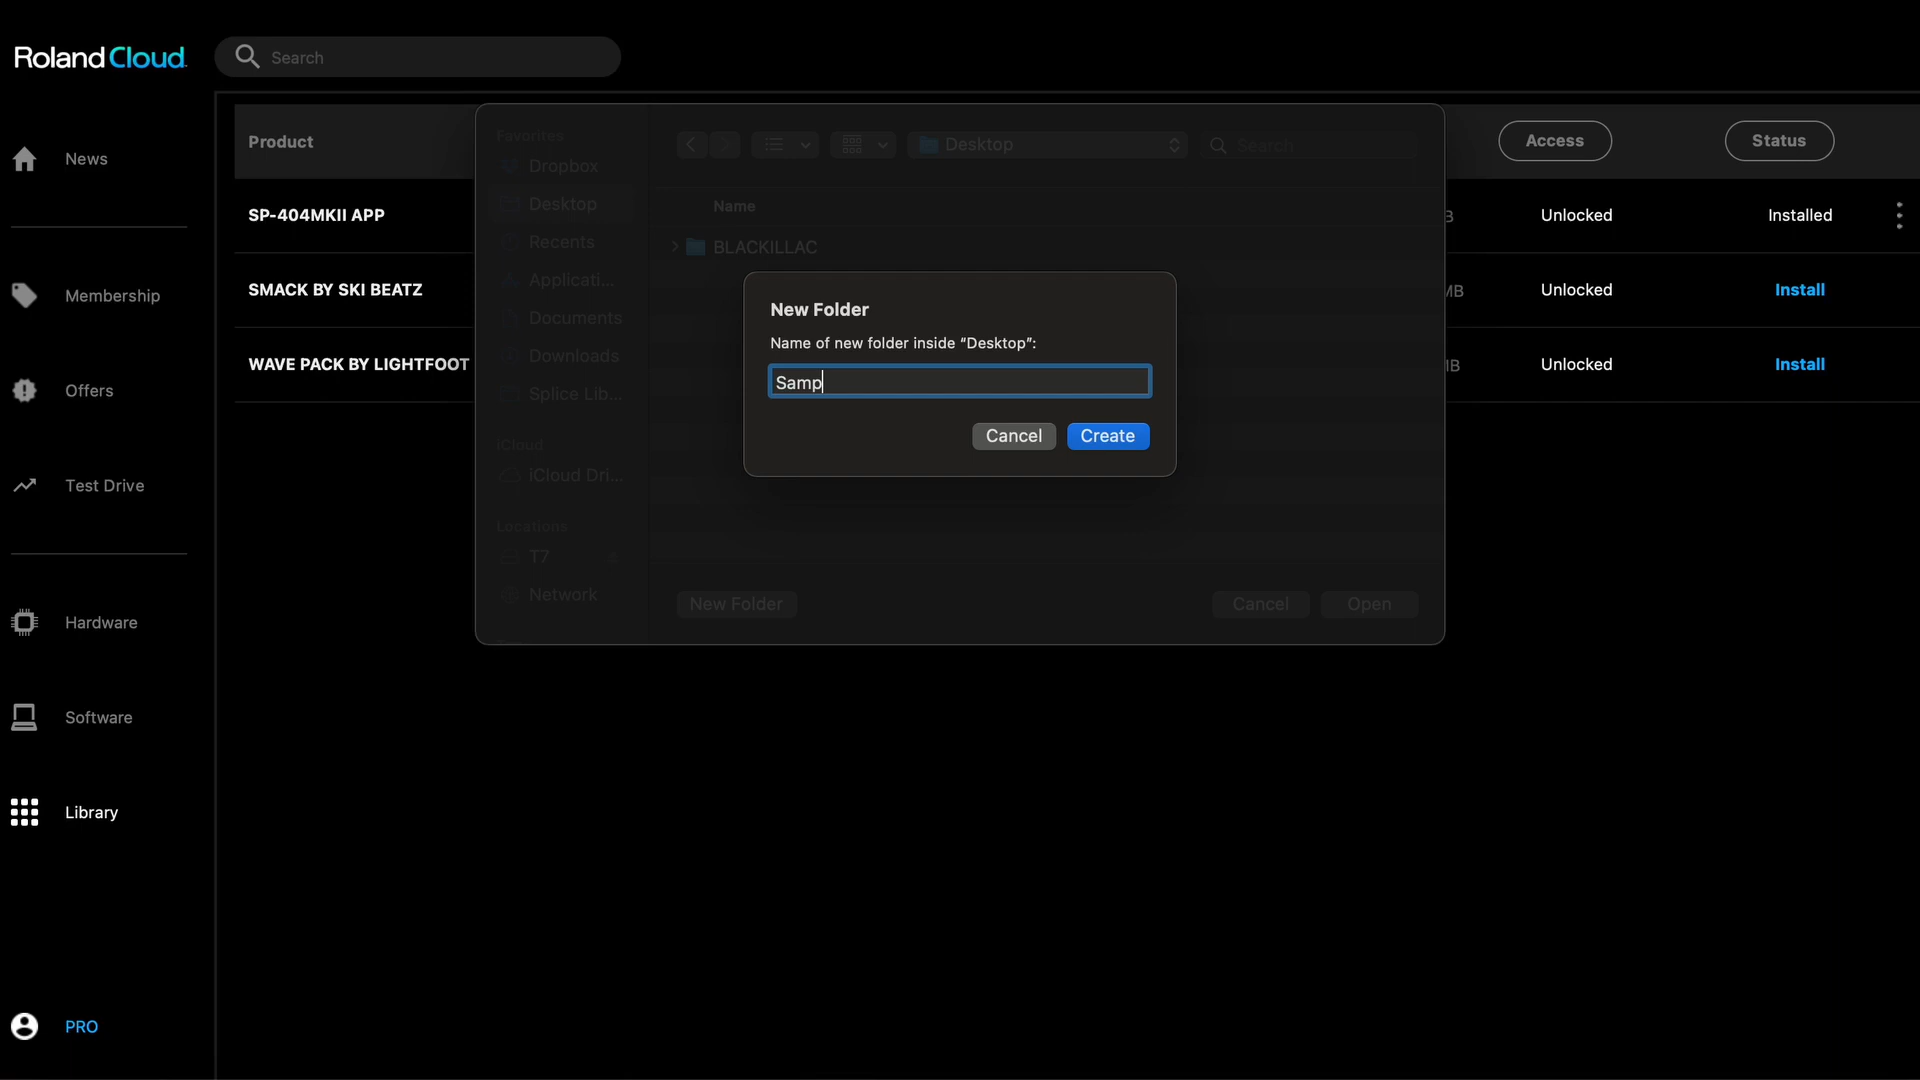 RolandCloud
Search
News
Membership
Offers
Test Drive
Hardware
Software
Library
PRO
Product
Access
Status
SP-404MKII APP
Unlocked
Installed
SMACK BY SKI BEATZ
MB
Unlocked
Install
WAVE PACK BY LIGHTFOOT
Unlocked
Install
Favorites
Dropbox
Desktop
Recents
Applicati...
Documents
Downloads
Splice Lib...
iCloud
iCloud Dri...
Locations
T7
Network
Desktop
Search
Name
BLACKILLAC
New Folder
Cancel
Open
New Folder
Name of new folder inside “Desktop”:
Samp
Cancel
Create